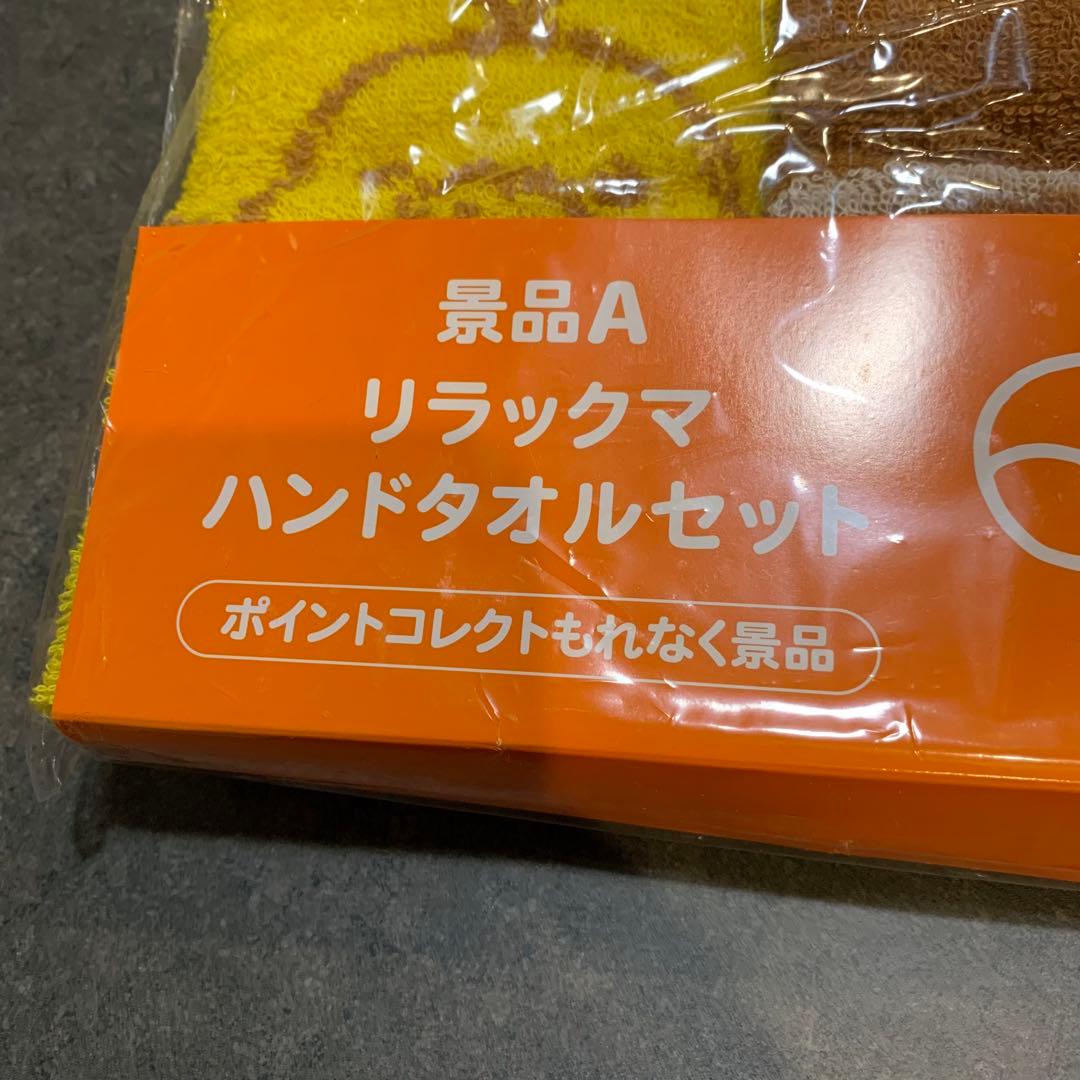 景品A
リラックマ
ハンドタオルセット
ポイントコレクトもれなく景品